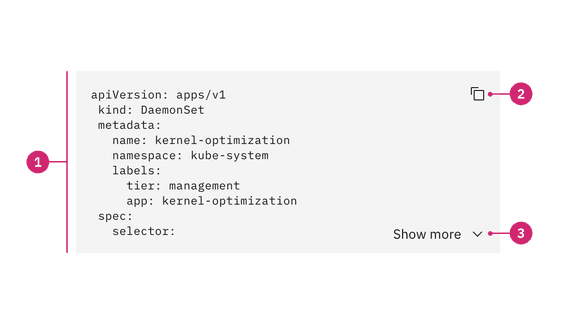 apiVersion: apps/v1
 kind: DaemonSet
 metadata:
   name: kernel-optimization
   namespace: kube-system
   labels:
     tier: management
     app: kernel-optimization
 spec:
   selector:
Show more
1
2
3